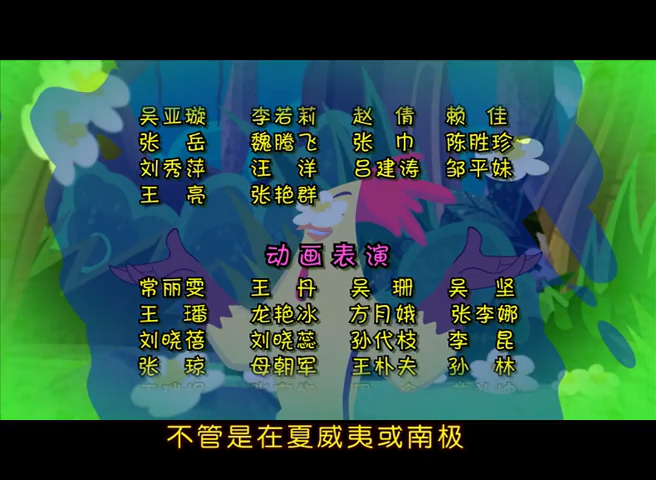 吴亚璇 李若莉 赵 倩 赖 佳
张 岳 魏腾飞 张 巾 陈胜珍
刘秀萍 汪 洋 吕建涛 邹平妹
王 亮 张艳群
动画表演
常丽雯 王 丹 吴 珊 吴 坚
王 璠 龙艳冰 方月娥 张李娜
刘晓蓓 刘晓蕊 孙代枝 李 昆
张 琼 母朝军 王朴夫 孙 林
不管是在夏威夷或南极